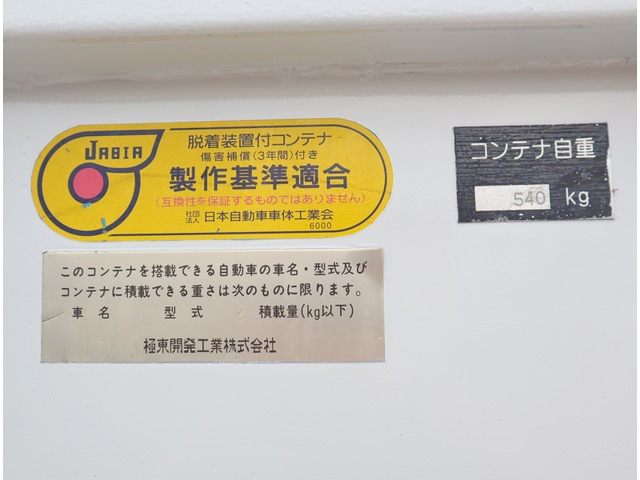 JABIA
脱着装置付コンテナ
傷害補償(3年間)付き
製作基準適合
(互換性を保証するものではありません)
社団法人 日本自動車車体工業会
6000
コンテナ自重
540 kg
このコンテナを搭載できる自動車の車名・型式及び
コンテナに積載できる重さは次のものに限ります。
車名 型式 積載量(kg以下)
極東開発工業株式会社